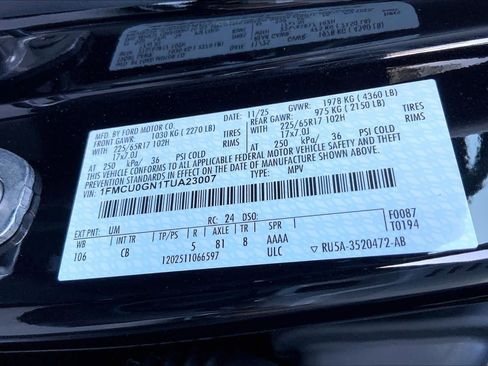 MFD. BY FORD MOTOR CO. 11/25 GVWR: 1978 KG (4360 LB)
FRONT GAWR: 1030 KG (2270 LB) REAR GAWR: 975 KG (2150 LB)
225/65R17 102H TIRES 225/65R17 102H TIRES
17x7.0J RIMS 17x7.0J RIMS
AT 250 kPa/ 36 PSI COLD AT 250 kPa/ 36 PSI COLD
THIS VEHICLE CONFORMS TO ALL APPLICABLE FEDERAL MOTOR VEHICLE SAFETY AND THEFT
PREVENTION STANDARDS IN EFFECT ON THE DATE OF MANUFACTURE SHOWN ABOVE.
1FMCU0GN1TUA23007 TYPE: MPV
F0087
T0194
EXT PNT: UM RC: 24 DSO:
WB INT TR TP/PS R AXLE TR SPR
106 CB 5 81 8 AAAA
ULC
RU5A-3520472-AB
120251106597